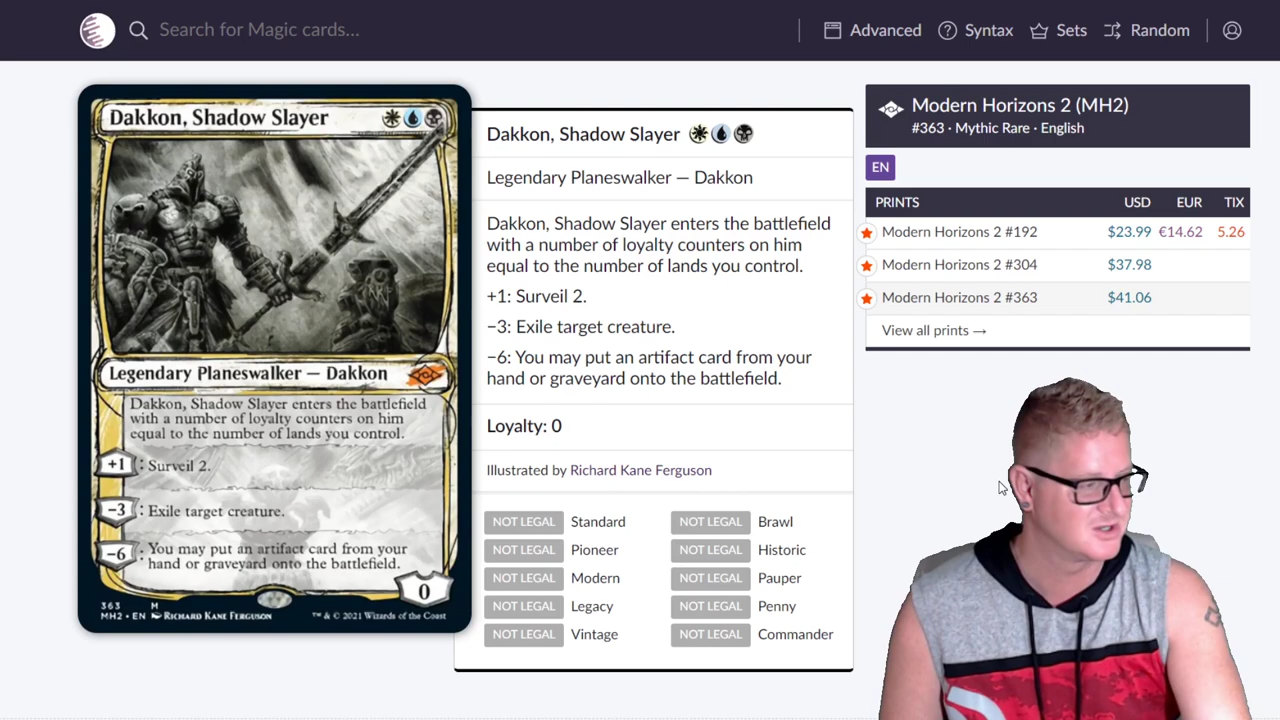 Search for Magic cards...
Advanced
Syntax
Sets
Random
Dakkon, Shadow Slayer
Legendary Planeswalker — Dakkon
Dakkon, Shadow Slayer enters the battlefield
with a number of loyalty counters on him
equal to the number of lands you control.
+1 : Surveil 2.
−3 : Exile target creature.
−6 : You may put an artifact card from your
hand or graveyard onto the battlefield.
0
363 M
MH2 • EN Richard Kane Ferguson
™ & © 2021 Wizards of the Coast
Dakkon, Shadow Slayer
Legendary Planeswalker — Dakkon
Dakkon, Shadow Slayer enters the battlefield
with a number of loyalty counters on him
equal to the number of lands you control.
+1: Surveil 2.
−3: Exile target creature.
−6: You may put an artifact card from your
hand or graveyard onto the battlefield.
Loyalty: 0
Illustrated by Richard Kane Ferguson
NOT LEGAL Standard NOT LEGAL Brawl
NOT LEGAL Pioneer NOT LEGAL Historic
NOT LEGAL Modern NOT LEGAL Pauper
NOT LEGAL Legacy NOT LEGAL Penny
NOT LEGAL Vintage NOT LEGAL Commander
Modern Horizons 2 (MH2)
#363 · Mythic Rare · English
EN
PRINTS USD EUR TIX
Modern Horizons 2 #192 $23.99 €14.62 5.26
Modern Horizons 2 #304 $37.98
Modern Horizons 2 #363 $41.06
View all prints →